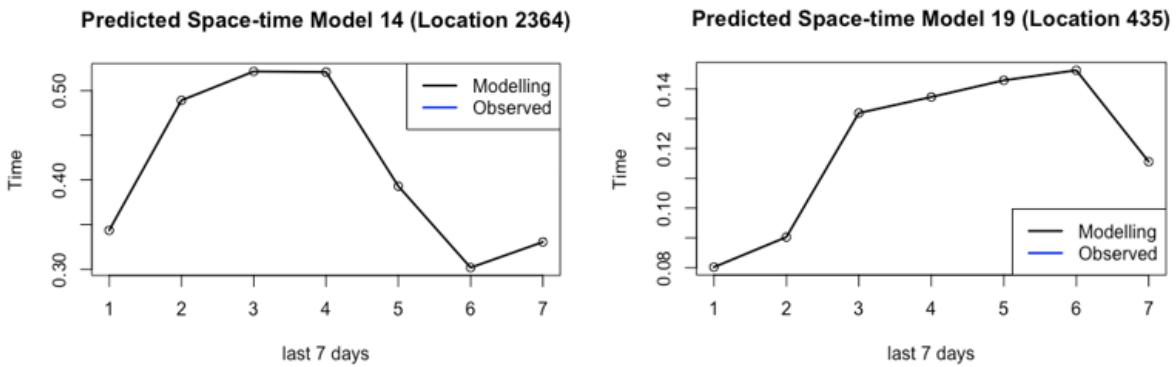 Predicted Space-time Model 14 (Location 2364)
Time
0.50
0.40
0.30
Modelling
Observed
1 2 3 4 5 6 7
last 7 days
Predicted Space-time Model 19 (Location 435)
Time
0.14
0.12
0.10
0.08
Modelling
Observed
1 2 3 4 5 6 7
last 7 days